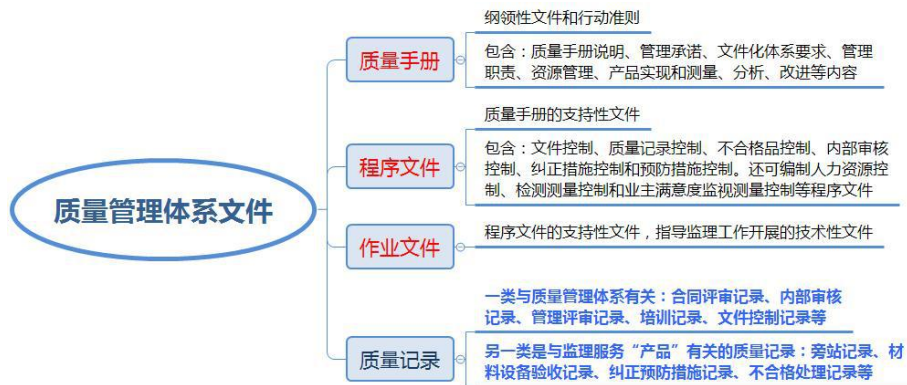 质量管理体系文件
质量手册
纲领性文件和行动准则
包含：质量手册说明、管理承诺、文件化体系要求、管理
职责、资源管理、产品实现和测量、分析、改进等内容
程序文件
质量手册的支持性文件
包含：文件控制、质量记录控制、不合格品控制、内部审核
控制、纠正措施控制和预防措施控制。还可编制人力资源控
制、检测测量控制和业主满意度监视测量控制等程序文件
作业文件
程序文件的支持性文件，指导监理工作开展的技术性文件
质量记录
一类与质量管理体系有关：合同评审记录、内部审核
记录、管理评审记录、培训记录、文件控制记录等
另一类是与监理服务“产品”有关的质量记录：旁站记录、材
料设备验收记录、纠正预防措施记录、不合格处理记录等